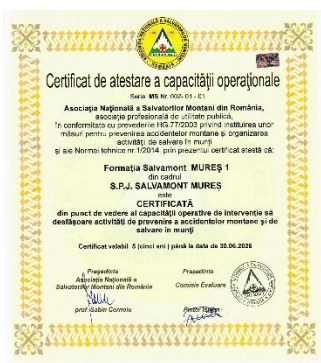 Certificat de atestare a capacității operaționale
Seria MS Nr. 002-01-01
Asociația Națională a Salvatorilor Montani din România,
asociație profesională de utilitate publică,
în conformitate cu prevederile HG.77/2003 privind instituirea unor
măsuri pentru prevenirea accidentelor montane și organizarea
activității de salvare în munți
și ale Normei tehnice nr.1/2014, prin prezentul certificat atestă că:
Formația Salvamont MUREȘ 1
din cadrul
S.P.J. SALVAMONT MUREȘ
este
CERTIFICATĂ
din punct de vedere al capacității operative de intervenție să
desfășoare activități de prevenire a accidentelor montane și de
salvare în munți
Certificat valabil 5 (cinci ani) până la data de 30.06.2026
Președinte
Asociația Națională a
Salvatorilor Montani din România
prof. Sabin Cornoiu
Președinte
Comisie Evaluare